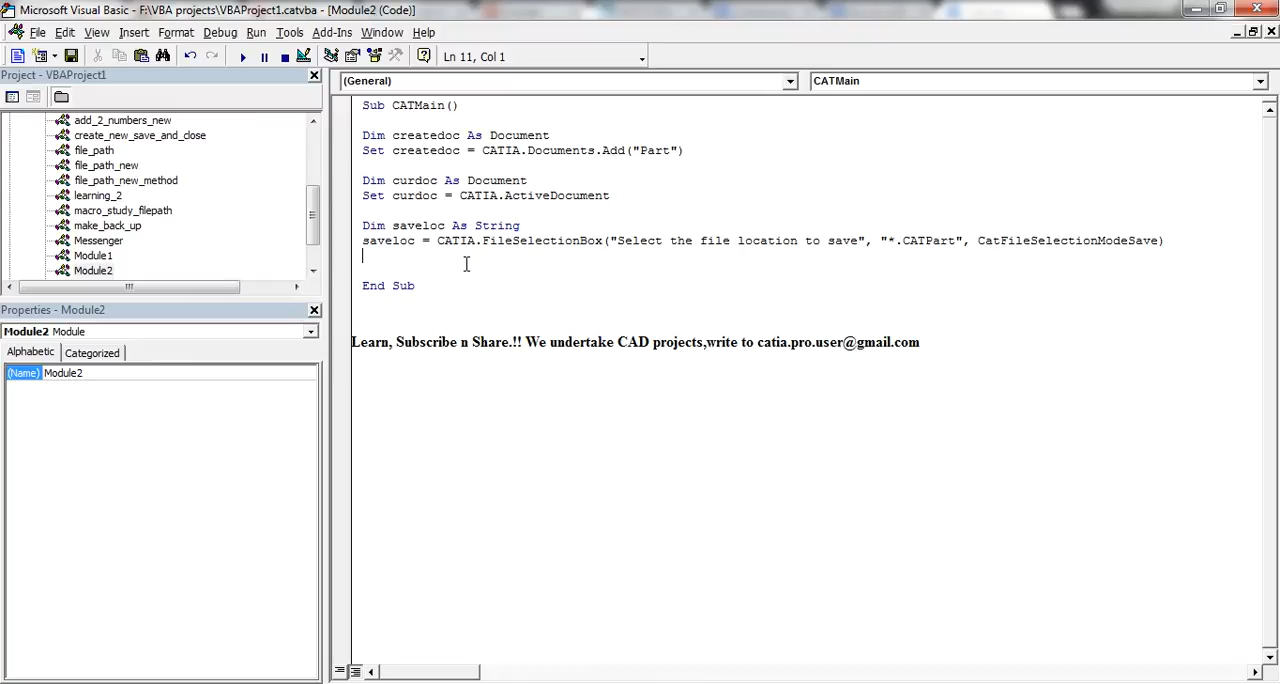 Microsoft Visual Basic - F:\VBA projects\VBAProject1.catvba - [Module2 (Code)]
File Edit View Insert Format Debug Run Tools Add-Ins Window Help
Ln 11, Col 1
Project - VBAProject1
add_2_numbers_new
create_new_save_and_close
file_path
file_path_new
file_path_new_method
learning_2
macro_study_filepath
make_back_up
Messenger
Module1
Module2
Properties - Module2
Module2 Module
Alphabetic Categorized
(Name) Module2
(General) CATMain
Sub CATMain()
Dim createdoc As Document
Set createdoc = CATIA.Documents.Add("Part")
Dim curdoc As Document
Set curdoc = CATIA.ActiveDocument
Dim saveloc As String
saveloc = CATIA.FileSelectionBox("Select the file location to save", "*.CATPart", CatFileSelectionModeSave)
End Sub
Learn, Subscribe n Share.!! We undertake CAD projects,write to catia.pro.user@gmail.com